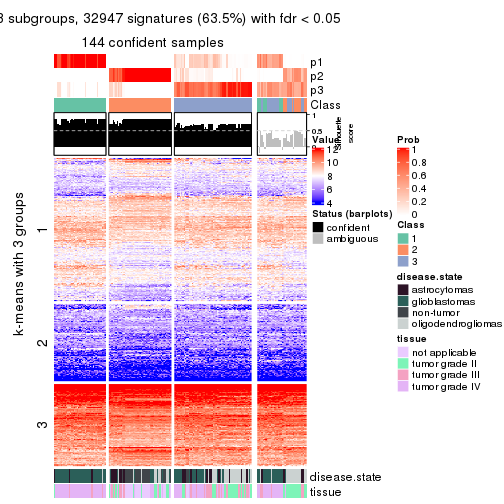 3 subgroups, 32947 signatures (63.5%) with fdr < 0.05
144 confident samples
p1
p2
p3
Class
1
0.5
0
Silhouette
score
k-means with 3 groups
1
2
3
disease.state
tissue
Value
12
10
8
6
4
Status (barplots)
confident
ambiguous
Prob
1
0.8
0.6
0.4
0.2
0
Class
1
2
3
disease.state
astrocytomas
glioblastomas
non-tumor
oligodendrogliomas
tissue
not applicable
tumor grade II
tumor grade III
tumor grade IV